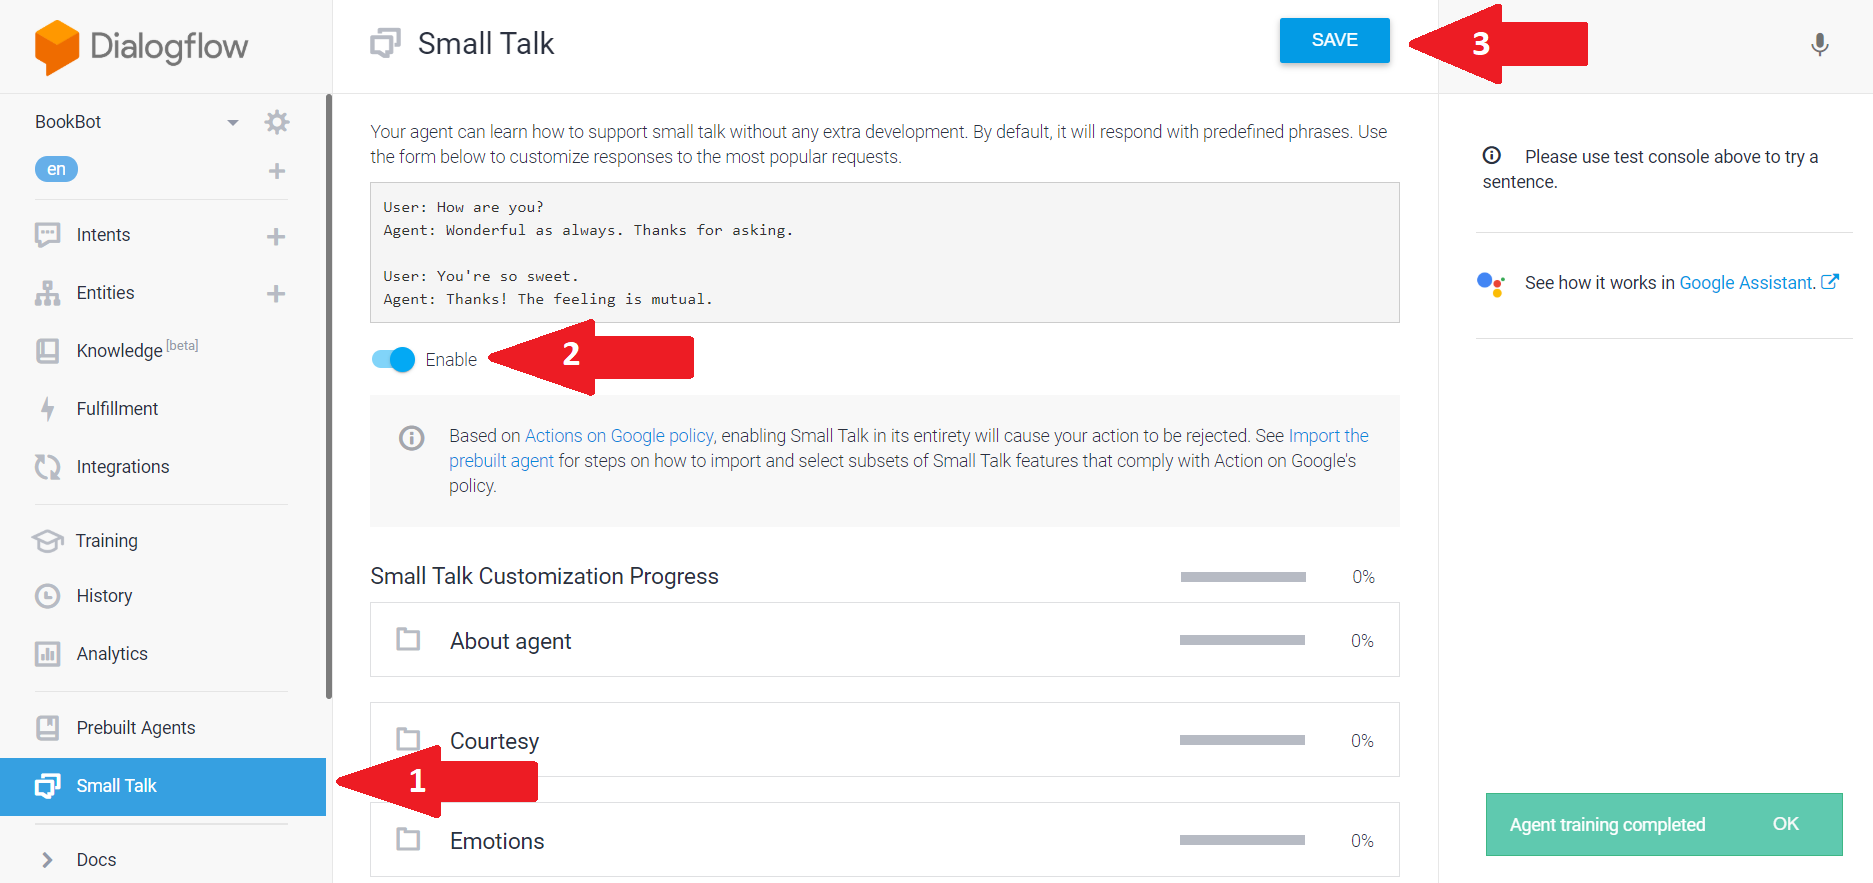 Dialogflow
Small Talk
SAVE
3
BookBot
en
Intents
Entities
Knowledge [beta]
Fulfillment
Integrations
Training
History
Analytics
Prebuilt Agents
Small Talk
Docs
Your agent can learn how to support small talk without any extra development. By default, it will respond with predefined phrases. Use
the form below to customize responses to the most popular requests.
User: How are you?
Agent: Wonderful as always. Thanks for asking.
User: You're so sweet.
Agent: Thanks! The feeling is mutual.
Enable
2
Based on Actions on Google policy, enabling Small Talk in its entirety will cause your action to be rejected. See Import the
prebuilt agent for steps on how to import and select subsets of Small Talk features that comply with Action on Google's
policy.
Small Talk Customization Progress 0%
About agent 0%
Courtesy 0%
1
Emotions 0%
Please use test console above to try a
sentence.
See how it works in Google Assistant.
Agent training completed OK